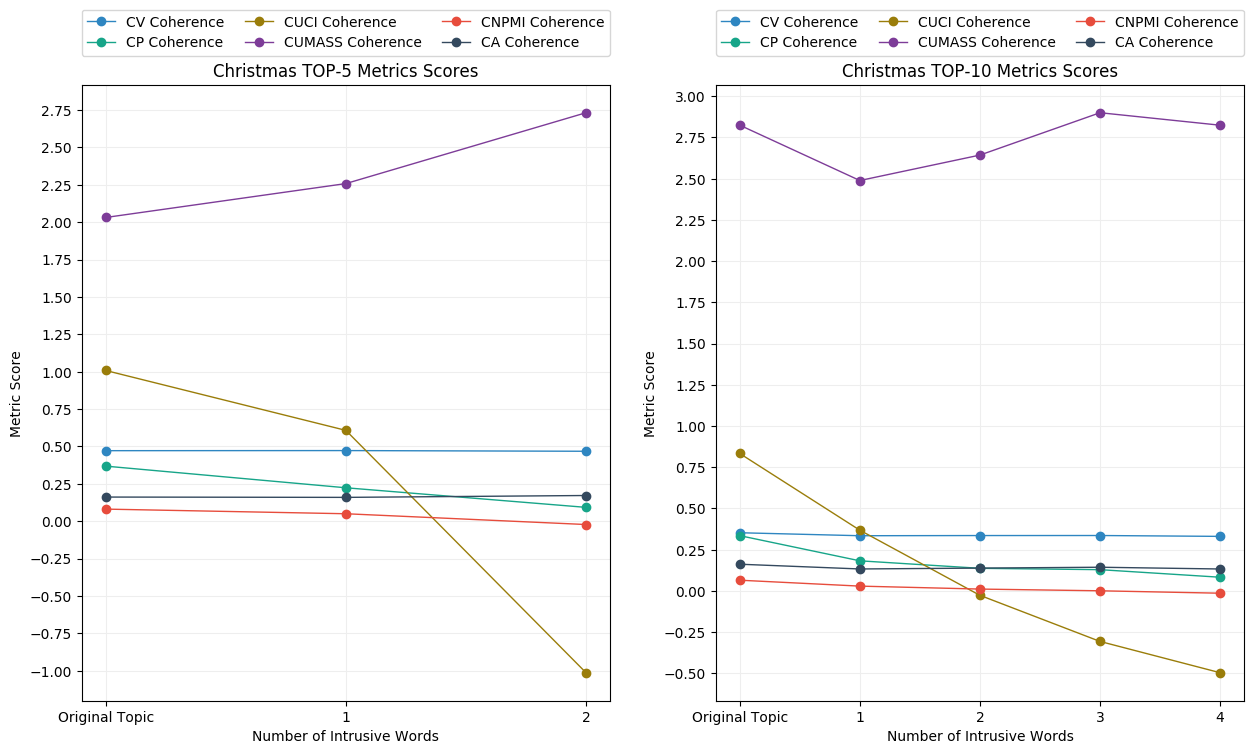 CV Coherence CUCI Coherence CNPMI Coherence
CP Coherence CUMASS Coherence CA Coherence
Christmas TOP-5 Metrics Scores
2.75
2.50
2.25
2.00
1.75
1.50
1.25
1.00
0.75
0.50
0.25
0.00
−0.25
−0.50
−0.75
−1.00
Metric Score
Original Topic 1 2
Number of Intrusive Words
CV Coherence CUCI Coherence CNPMI Coherence
CP Coherence CUMASS Coherence CA Coherence
Christmas TOP-10 Metrics Scores
3.00
2.75
2.50
2.25
2.00
1.75
1.50
1.25
1.00
0.75
0.50
0.25
0.00
−0.25
−0.50
Metric Score
Original Topic 1 2 3 4
Number of Intrusive Words